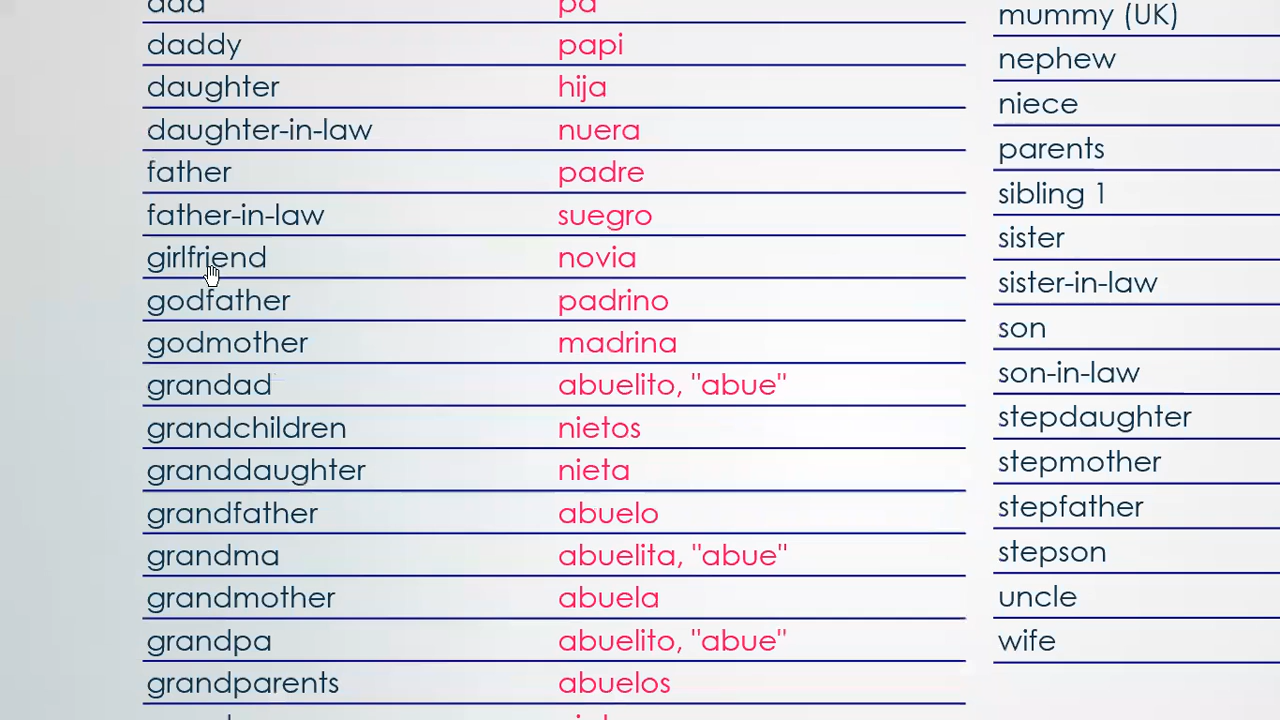 dad pa
daddy papi
daughter hija
daughter-in-law nuera
father padre
father-in-law suegro
girlfriend novia
godfather padrino
godmother madrina
grandad abuelito, "abue"
grandchildren nietos
granddaughter nieta
grandfather abuelo
grandma abuelita, "abue"
grandmother abuela
grandpa abuelito, "abue"
grandparents abuelos
mummy (UK)
nephew
niece
parents
sibling 1
sister
sister-in-law
son
son-in-law
stepdaughter
stepmother
stepfather
stepson
uncle
wife